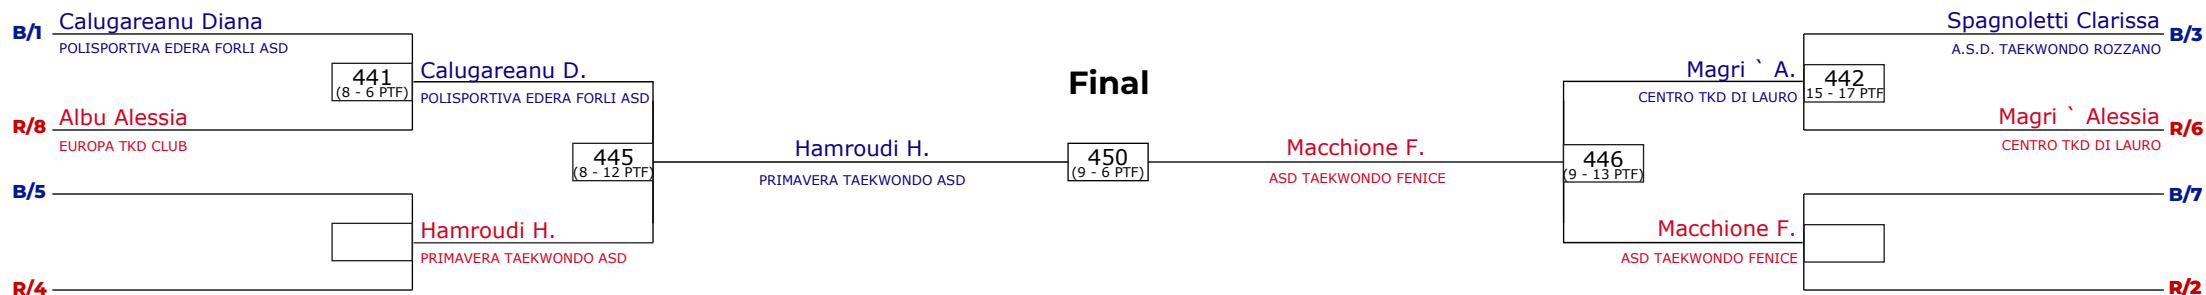 B/1
Calugareanu Diana
POLISPORTIVA EDERA FORLI ASD
441
(8 - 6 PTF)
Calugareanu D.
POLISPORTIVA EDERA FORLI ASD
R/8
Albu Alessia
EUROPA TKD CLUB
445
(8 - 12 PTF)
B/5
Hamroudi H.
PRIMAVERA TAEKWONDO ASD
R/4
Final
Hamroudi H.
PRIMAVERA TAEKWONDO ASD
450
(9 - 6 PTF)
Macchione F.
ASD TAEKWONDO FENICE
Spagnoletti Clarissa
B/3
A.S.D. TAEKWONDO ROZZANO
Magri ` A.
CENTRO TKD DI LAURO
442
15 - 17 PTF
Magri ` Alessia
R/6
CENTRO TKD DI LAURO
446
(9 - 13 PTF)
B/7
Macchione F.
ASD TAEKWONDO FENICE
R/2